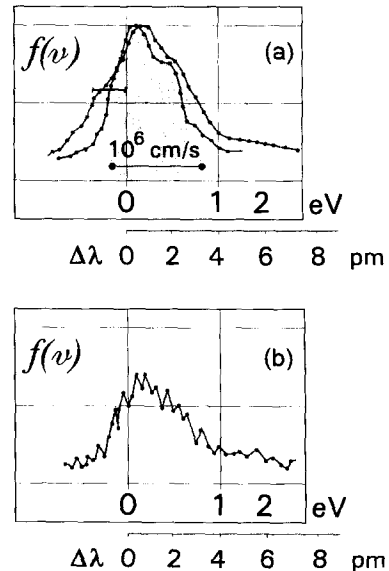 f(v) (a)
10⁶ cm/s
0 1 2 eV
Δλ 0 2 4 6 8 pm
f(v) (b)
0 1 2 eV
Δλ 0 2 4 6 8 pm